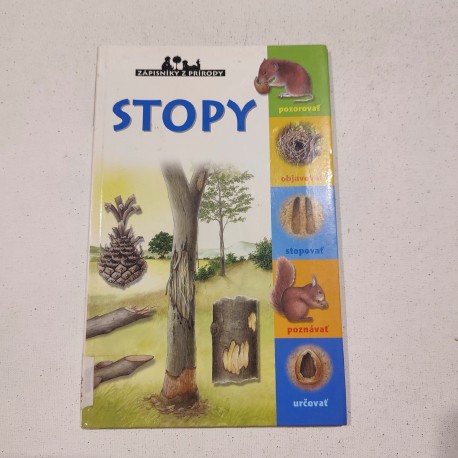 ZÁPISNÍKY Z PRÍRODY
STOPY
pozorovať
objavovať
stopovať
poznávať
určovať